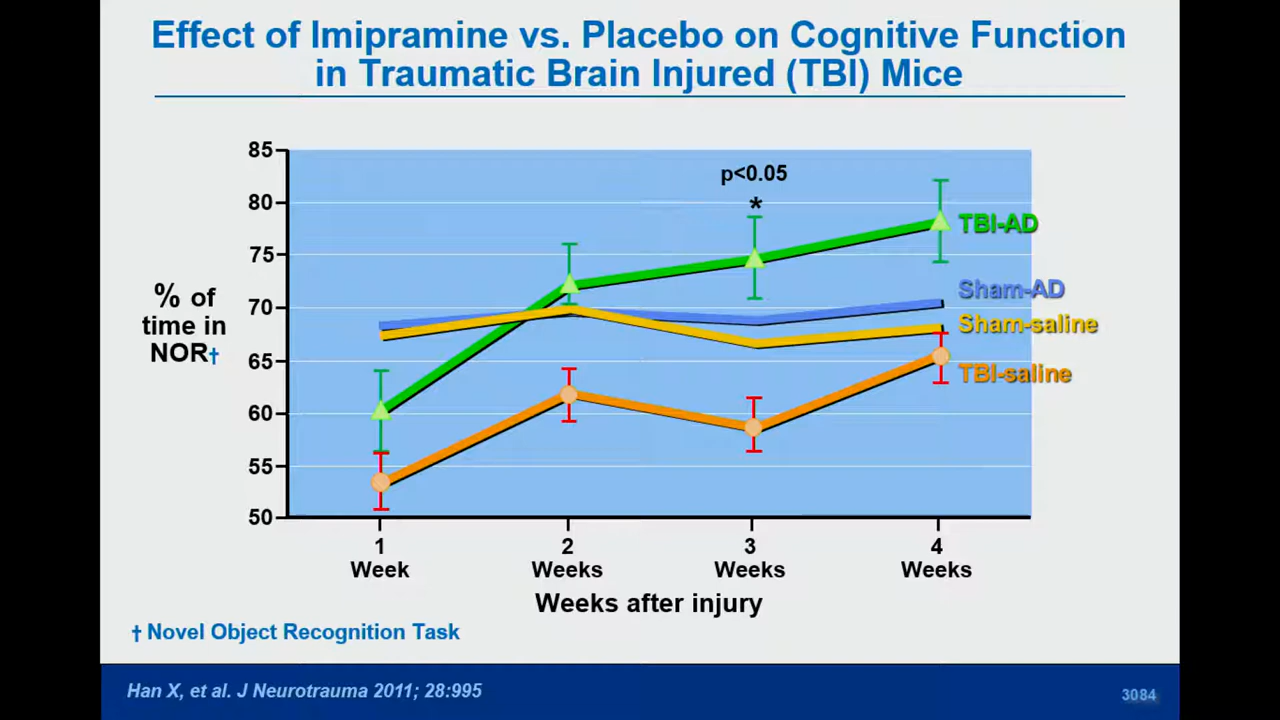 Effect of Imipramine vs. Placebo on Cognitive Function
in Traumatic Brain Injured (TBI) Mice
85
80
75
70
65
60
55
50
% of
time in
NOR†
p<0.05
*
TBI-AD
Sham-AD
Sham-saline
TBI-saline
1
Week
2
Weeks
3
Weeks
4
Weeks
Weeks after injury
† Novel Object Recognition Task
Han X, et al. J Neurotrauma 2011; 28:995
3084